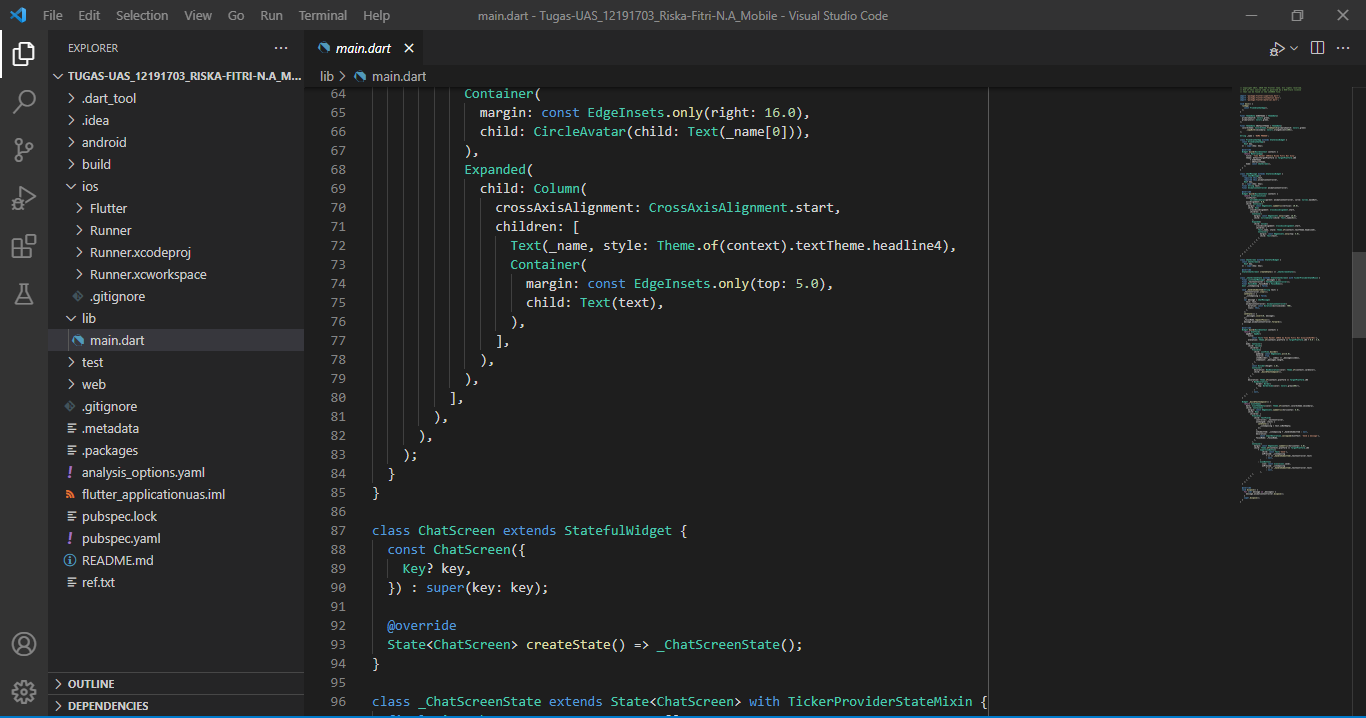 File Edit Selection View Go Run Terminal Help
main.dart - Tugas-UAS_12191703_Riska-Fitri-N.A_Mobile - Visual Studio Code
EXPLORER
TUGAS-UAS_12191703_RISKA-FITRI-N.A_M...
.dart_tool
.idea
android
build
ios
Flutter
Runner
Runner.xcodeproj
Runner.xcworkspace
.gitignore
lib
main.dart
test
web
.gitignore
.metadata
.packages
analysis_options.yaml
flutter_applicationuas.iml
pubspec.lock
pubspec.yaml
README.md
ref.txt
OUTLINE
DEPENDENCIES
main.dart
lib > main.dart
64 Container(
65 margin: const EdgeInsets.only(right: 16.0),
66 child: CircleAvatar(child: Text(_name[0])),
67 ),
68 Expanded(
69 child: Column(
70 crossAxisAlignment: CrossAxisAlignment.start,
71 children: [
72 Text(_name, style: Theme.of(context).textTheme.headline4),
73 Container(
74 margin: const EdgeInsets.only(top: 5.0),
75 child: Text(text),
76 ),
77 ],
78 ),
79 ),
80 ],
81 ),
82 ),
83 );
84 }
85 }
86
87 class ChatScreen extends StatefulWidget {
88 const ChatScreen({
89 Key? key,
90 }) : super(key: key);
91
92 @override
93 State<ChatScreen> createState() => _ChatScreenState();
94 }
95
96 class _ChatScreenState extends State<ChatScreen> with TickerProviderStateMixin {